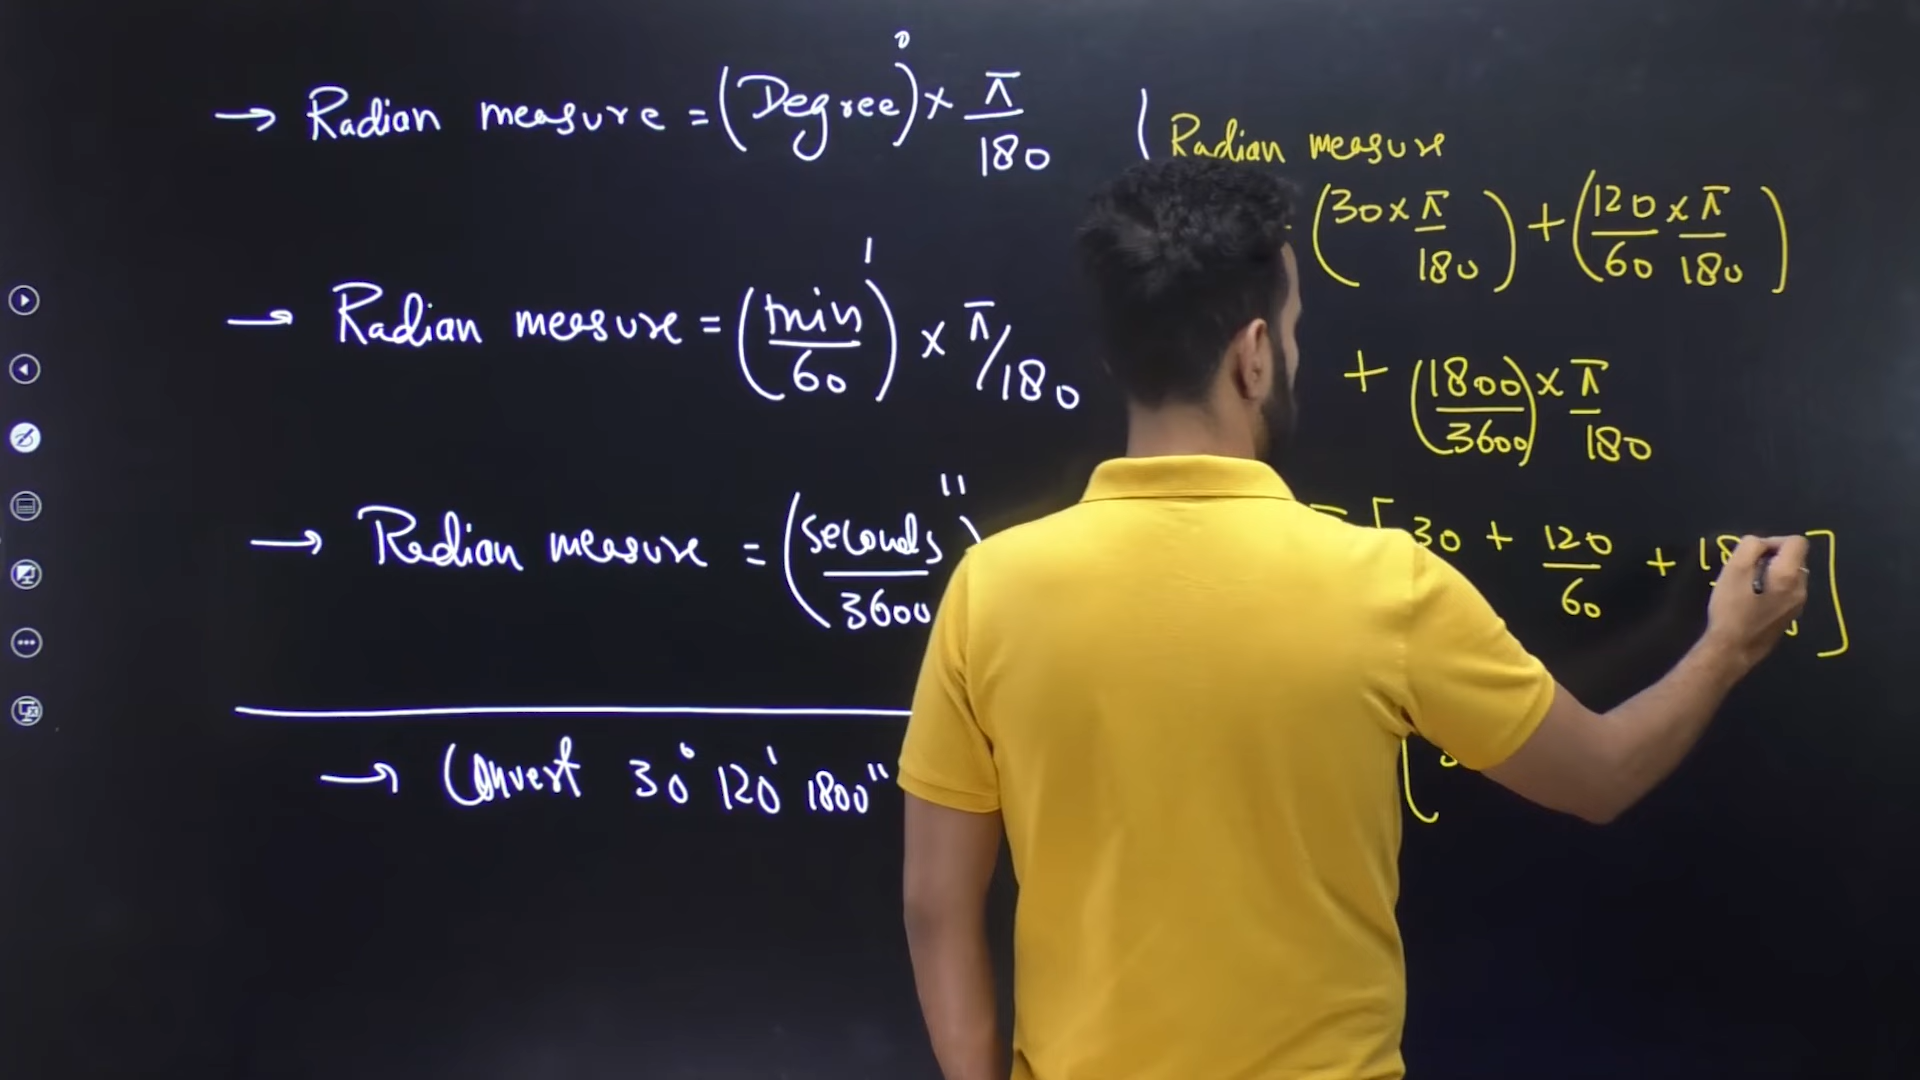 → Radian measure = (Degree)° × π/180
→ Radian measure = (min/60)' × π/180
→ Radian measure = (seconds/3600)"
→ Convert 30° 120' 1800"
Radian measure
(30 × π/180) + (120/60 × π/180)
+ (1800/3600) × π/180
[30 + 120/60 + 18 ]